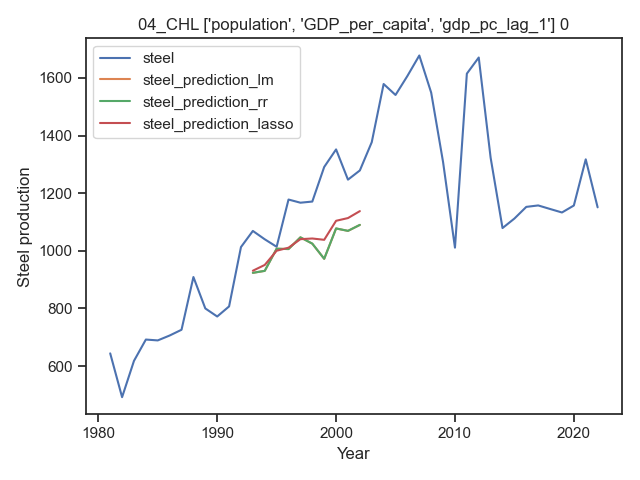 04_CHL ['population', 'GDP_per_capita', 'gdp_pc_lag_1'] 0
steel
steel_prediction_lm
steel_prediction_rr
steel_prediction_lasso
Steel production
1600
1400
1200
1000
800
600
1980
1990
2000
2010
2020
Year